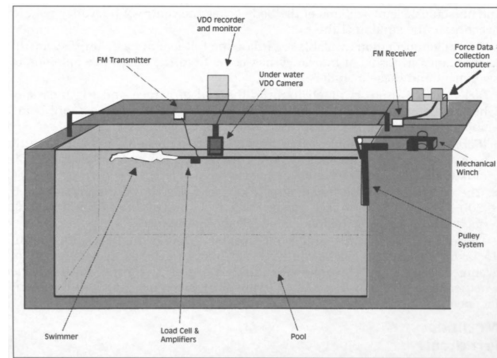 VDO recorder
and monitor
FM Transmitter
Under water
VDO Camera
FM Receiver
Force Data
Collection
Computer
Mechanical
Winch
Pulley
System
Swimmer
Load Cell &
Amplifiers
Pool